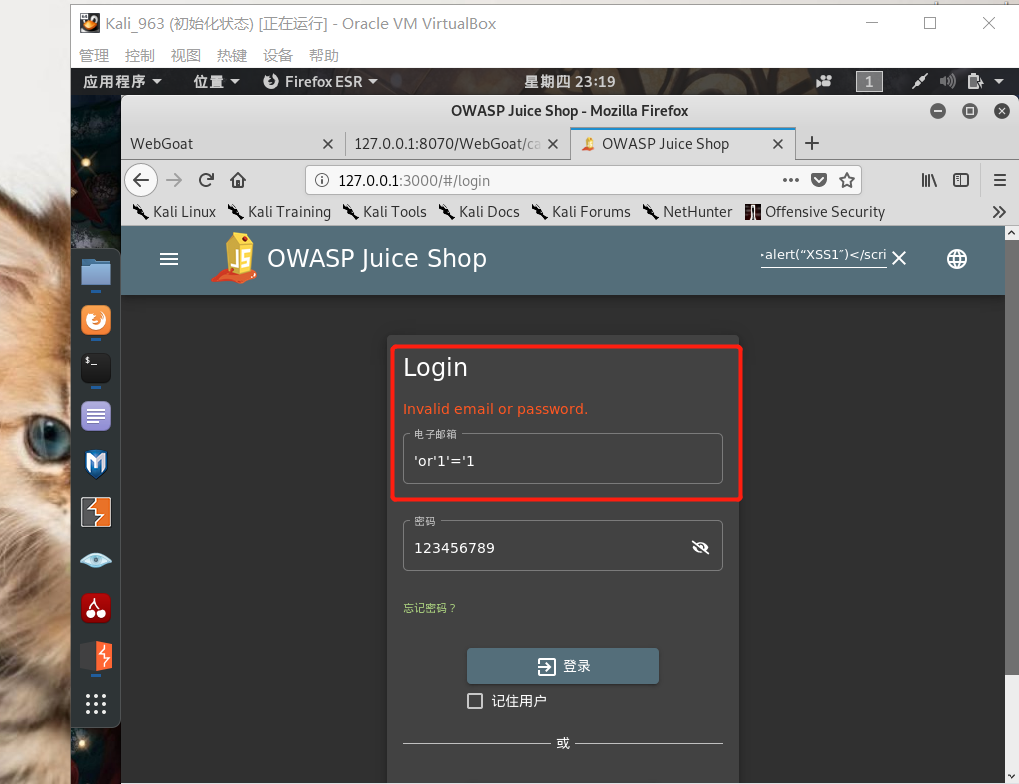 Kali_963 (初始化状态) [正在运行] - Oracle VM VirtualBox
管理 控制 视图 热键 设备 帮助
应用程序 位置 Firefox ESR 星期四 23:19 1
OWASP Juice Shop - Mozilla Firefox
WebGoat 127.0.0.1:8070/WebGoat/ca OWASP Juice Shop
127.0.0.1:3000/#/login
Kali Linux Kali Training Kali Tools Kali Docs Kali Forums NetHunter Offensive Security
JS OWASP Juice Shop alert(“XSS1”)</scri
Login
Invalid email or password.
电子邮箱
'or'1'='1
密码
123456789
忘记密码？
登录
记住用户
或